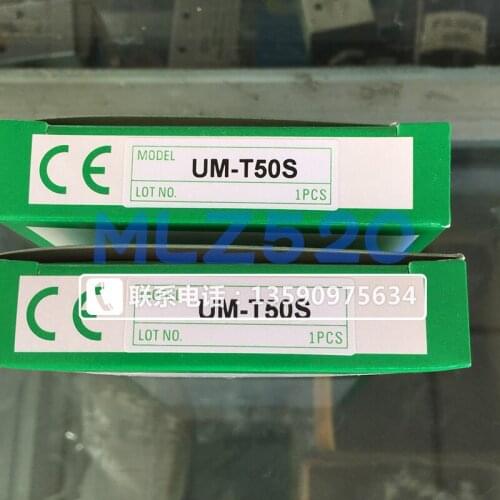 CE MODEL UM-T50S
LOT NO. 1PCS
MLZ520
CE MODEL UM-T50S
联系电话：13590975634
LOT NO. 1PCS